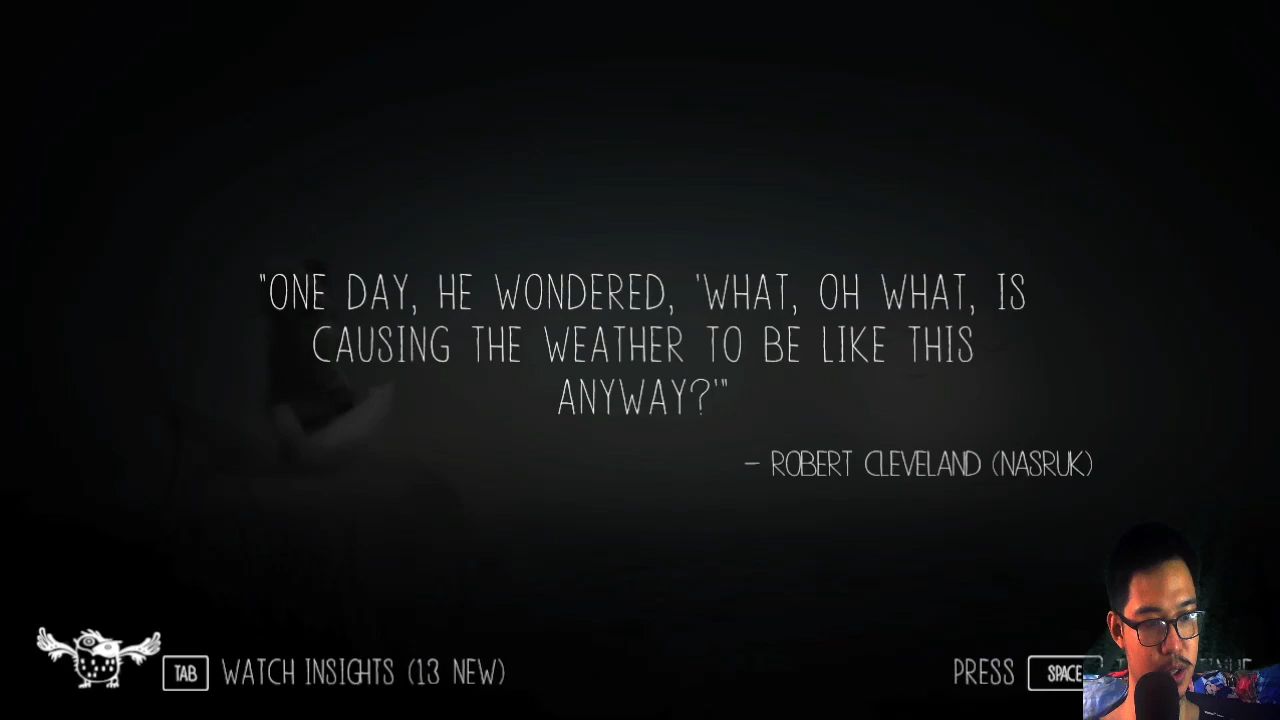 "ONE DAY, HE WONDERED, 'WHAT, OH WHAT, IS
CAUSING THE WEATHER TO BE LIKE THIS
ANYWAY?'"
– ROBERT CLEVELAND (NASRUK)
TAB WATCH INSIGHTS (13 NEW)
PRESS SPACE